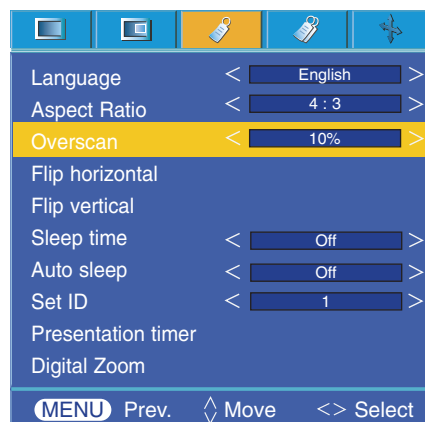 Language < English >
Aspect Ratio < 4 : 3 >
Overscan < 10% >
Flip horizontal
Flip vertical
Sleep time < Off >
Auto sleep < Off >
Set ID < 1 >
Presentation timer
Digital Zoom
MENU Prev. Move <> Select